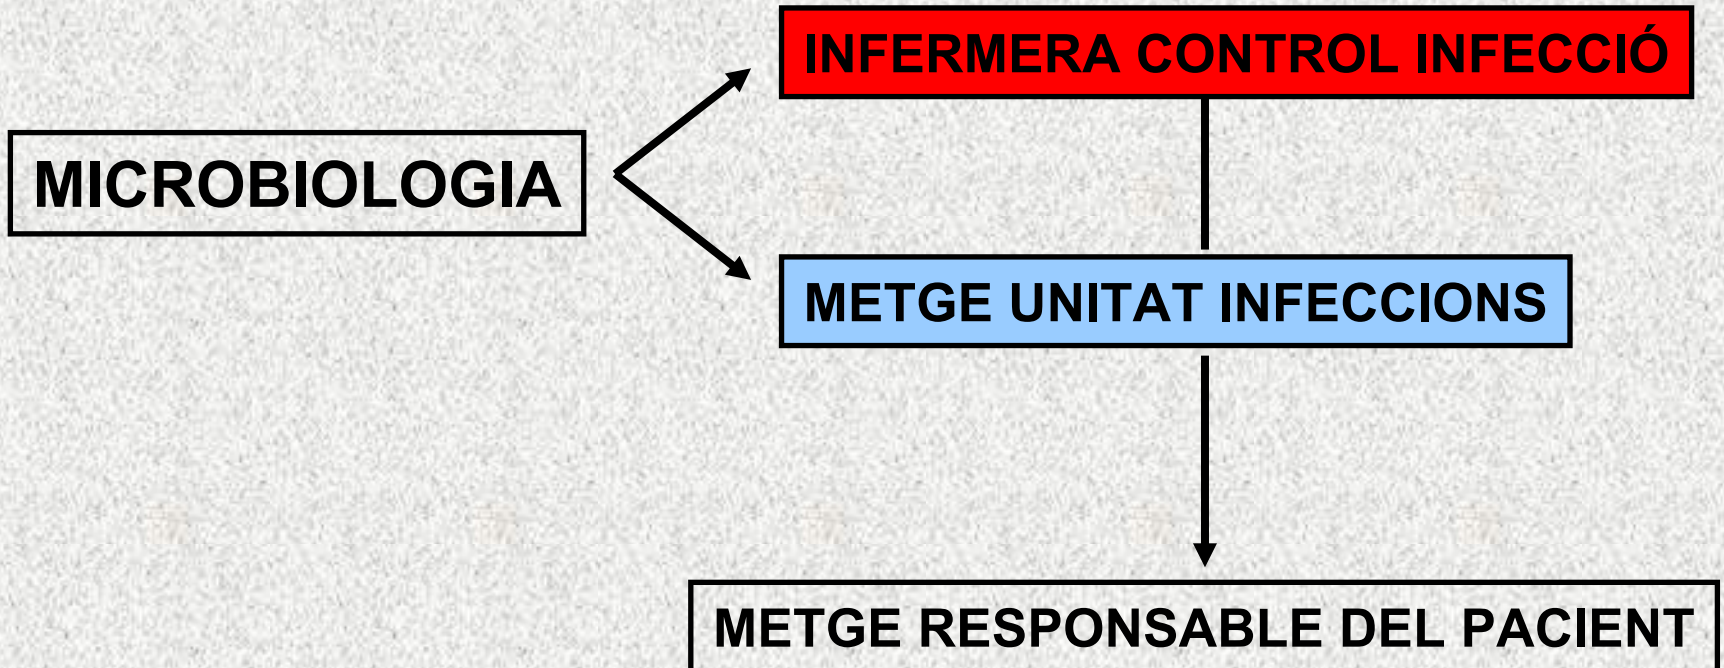 INFERMERA CONTROL INFECCIÓ
MICROBIOLOGIA
METGE UNITAT INFECCIONS
METGE RESPONSABLE DEL PACIENT